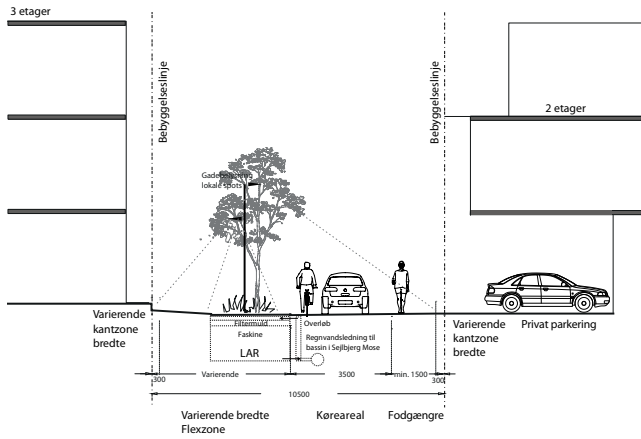 3 etager
Bebyggelseslinje
Bebyggelseslinje
2 etager
Gadebelysning
lokale spots
Filtermuld
Faskine
LAR
Overløb
Regnvandsledning til
bassin i Sejlbjerg Mose
Varierende
kantzone
bredte
Varierende
kantzone
bredte
Privat parkering
300
Varierende
3500
min. 1500
300
10500
Varierende bredte
Flexzone
Køreareal
Fodgængre